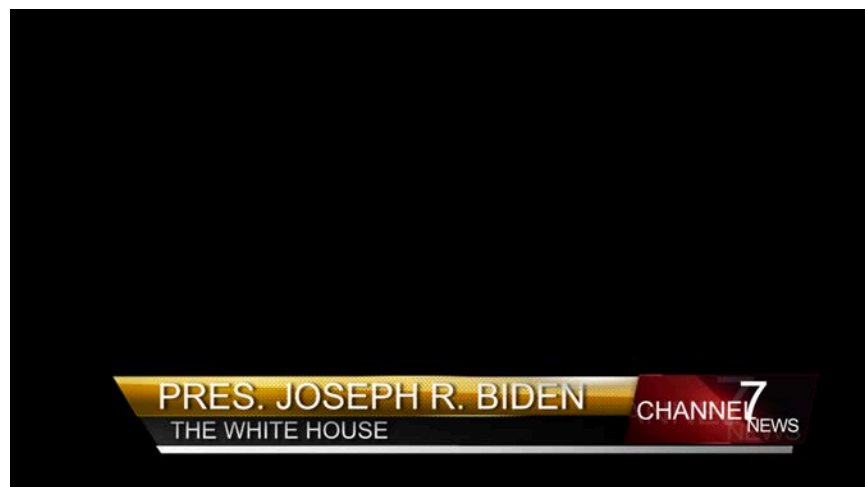 PRES. JOSEPH R. BIDEN
THE WHITE HOUSE
CHANNEL 7
NEWS